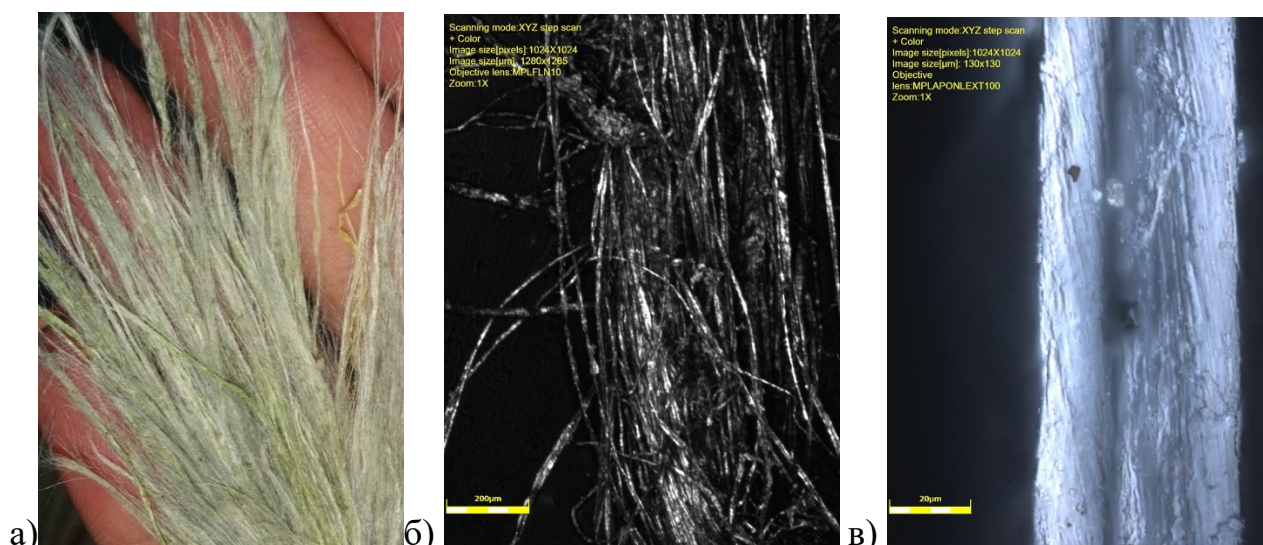 Scanning mode:XYZ step scan
+ Color
Image size[pixels]:1024X1024
Image size[µm]: 1280x1285
Objective lens:MPLFLN10
Zoom:1X
200µm
Scanning mode:XYZ step scan
+ Color
Image size[pixels]:1024X1024
Image size[µm]: 130x130
Objective
lens:MPLAPONLEXT100
Zoom:1X
20µm
а)
б)
в)